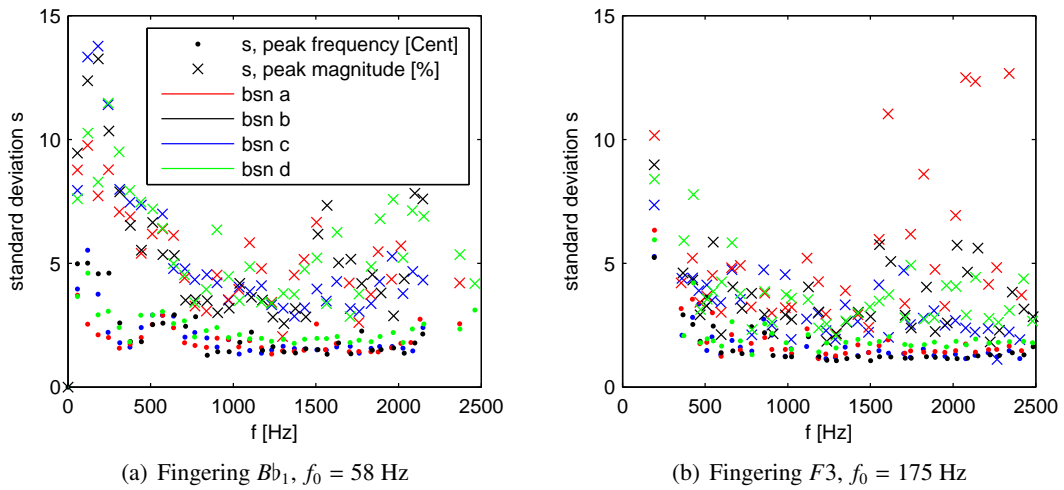 15
10
5
0
standard deviation s
s, peak frequency [Cent]
s, peak magnitude [%]
bsn a
bsn b
bsn c
bsn d
0 500 1000 1500 2000 2500
f [Hz]
(a) Fingering B♭₁, f₀ = 58 Hz
15
10
5
0
standard deviation s
0 500 1000 1500 2000 2500
f [Hz]
(b) Fingering F3, f₀ = 175 Hz